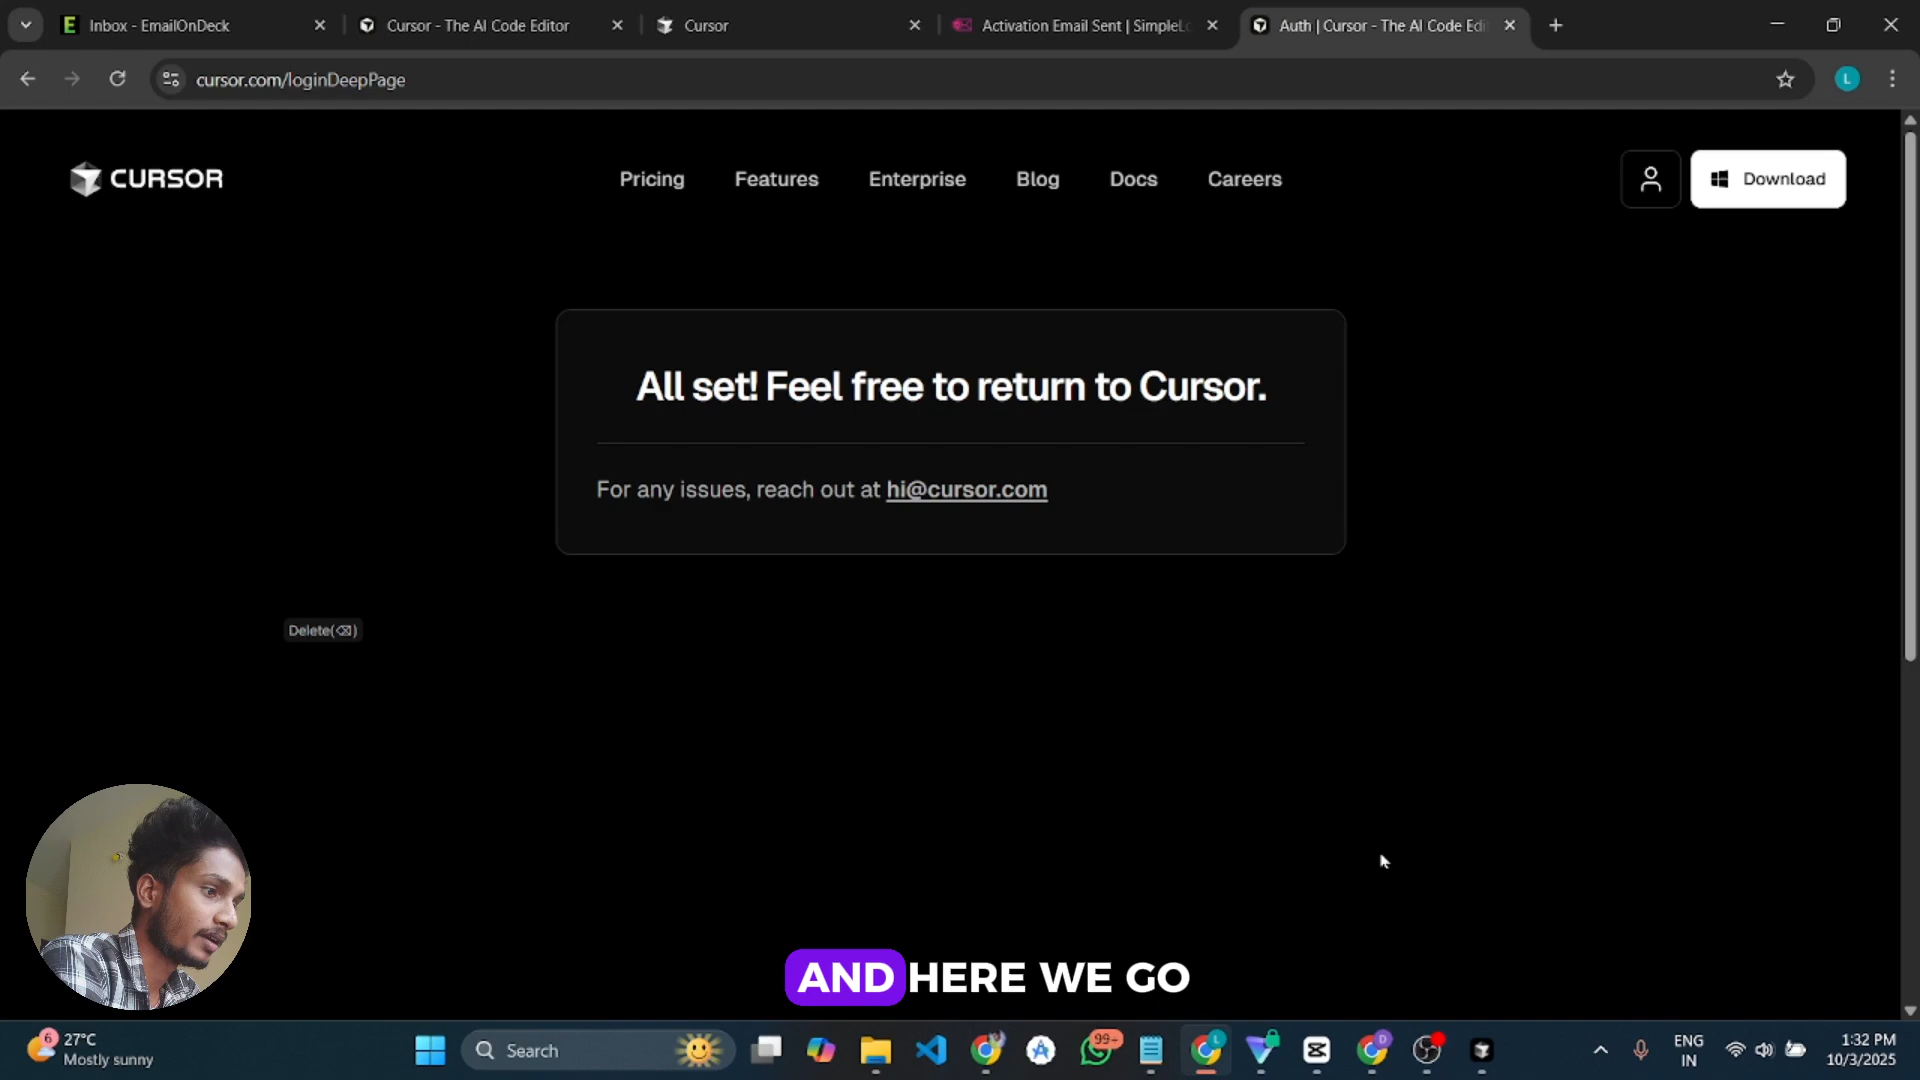 Inbox - EmailOnDeck
Cursor - The AI Code Editor
Cursor
Activation Email Sent | SimpleLo
Auth | Cursor - The AI Code Edi
cursor.com/loginDeepPage
L
CURSOR
Pricing
Features
Enterprise
Blog
Docs
Careers
Download
All set! Feel free to return to Cursor.
For any issues, reach out at hi@cursor.com
Delete(⌫)
AND HERE WE GO
6
27°C
Mostly sunny
Search
99+
L
D
ENG
IN
1:32 PM
10/3/2025